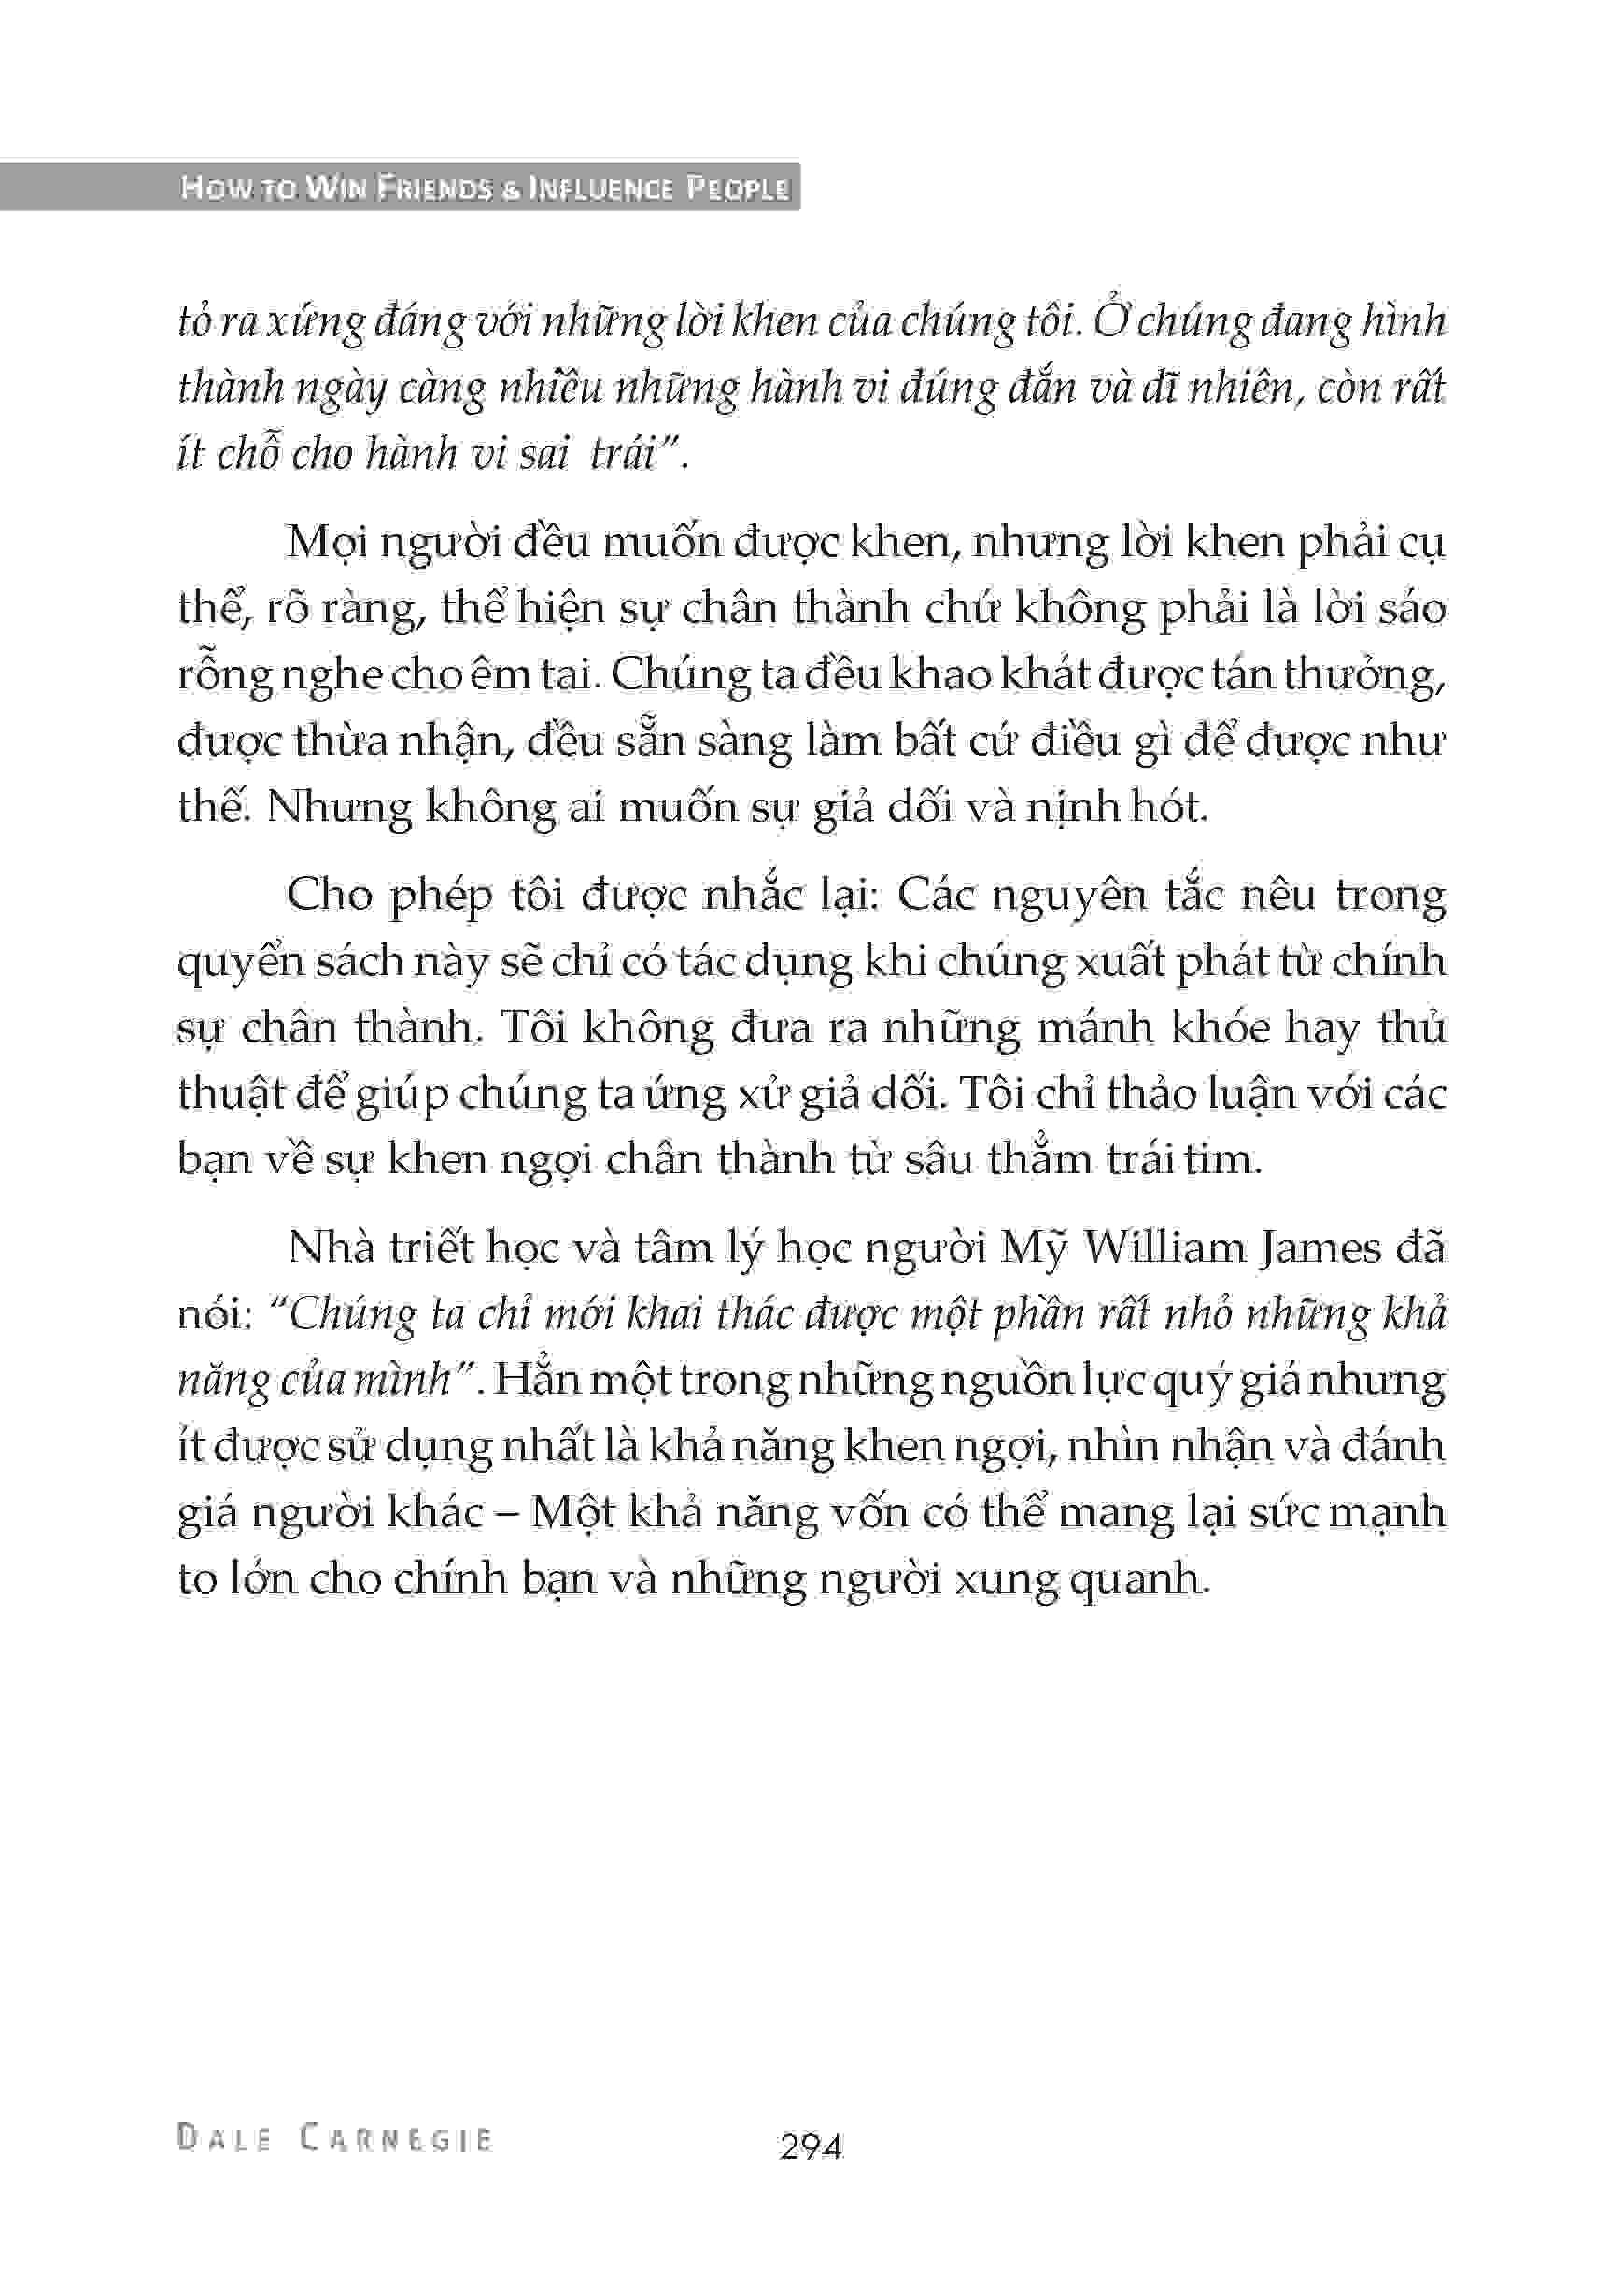 HOW TO WIN FRIENDS & INFLUENCE PEOPLE
tỏ ra xứng đáng với những lời khen của chúng tôi. Ở chúng đang hình
thành ngày càng nhiều những hành vi đúng đắn và dĩ nhiên, còn rất
ít chỗ cho hành vi sai trái”.
Mọi người đều muốn được khen, nhưng lời khen phải cụ
thể, rõ ràng, thể hiện sự chân thành chứ không phải là lời sáo
rỗng nghe cho êm tai. Chúng ta đều khao khát được tán thưởng,
được thừa nhận, đều sẵn sàng làm bất cứ điều gì để được như
thế. Nhưng không ai muốn sự giả dối và nịnh hót.
Cho phép tôi được nhắc lại: Các nguyên tắc nêu trong
quyển sách này sẽ chỉ có tác dụng khi chúng xuất phát từ chính
sự chân thành. Tôi không đưa ra những mánh khóe hay thủ
thuật để giúp chúng ta ứng xử giả dối. Tôi chỉ thảo luận với các
bạn về sự khen ngợi chân thành từ sâu thẳm trái tim.
Nhà triết học và tâm lý học người Mỹ William James đã
nói: “Chúng ta chỉ mới khai thác được một phần rất nhỏ những khả
năng của mình”. Hẳn một trong những nguồn lực quý giá nhưng
ít được sử dụng nhất là khả năng khen ngợi, nhìn nhận và đánh
giá người khác – Một khả năng vốn có thể mang lại sức mạnh
to lớn cho chính bạn và những người xung quanh.
DALE CARNEGIE
294